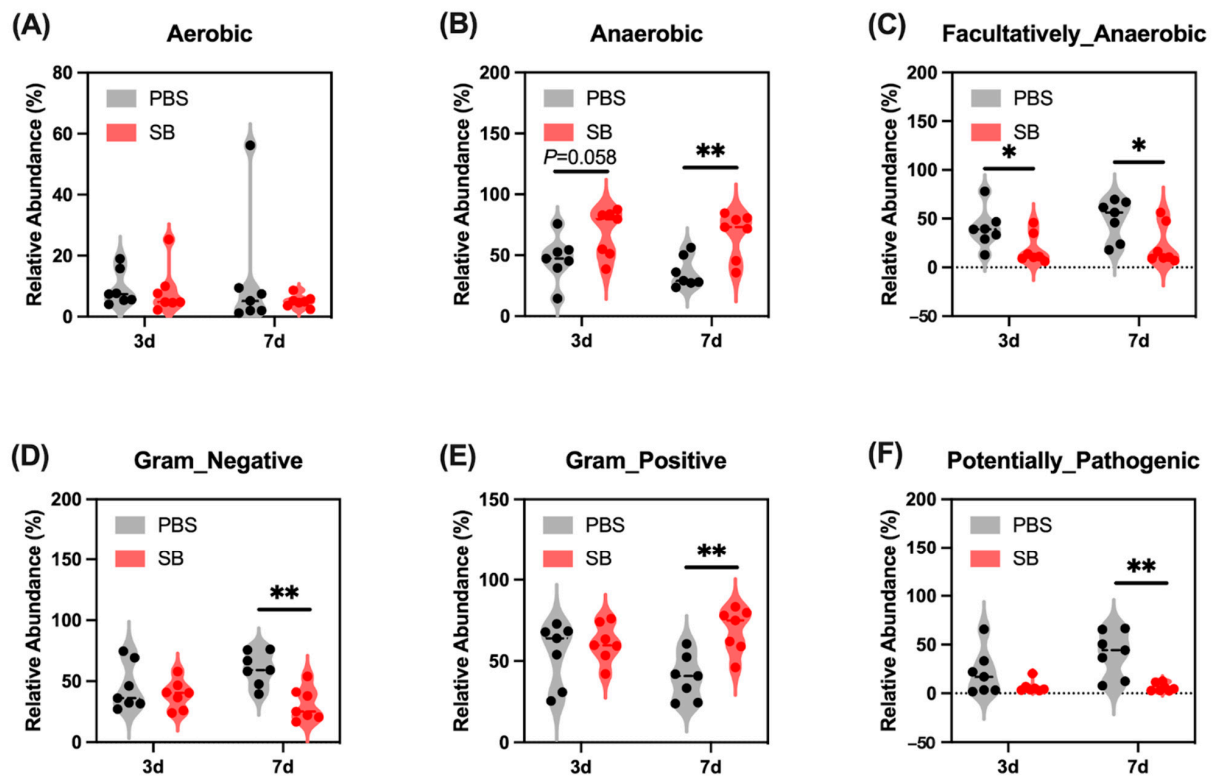 (A)
Aerobic
Relative Abundance (%)
80
60
40
20
0
PBS
SB
3d
7d
(B)
Anaerobic
Relative Abundance (%)
200
150
100
50
0
PBS
SB
P=0.058
**
3d
7d
(C)
Facultatively_Anaerobic
Relative Abundance (%)
200
150
100
50
0
−50
PBS
SB
*
*
3d
7d
(D)
Gram_Negative
Relative Abundance (%)
200
150
100
50
0
PBS
SB
**
3d
7d
(E)
Gram_Positive
Relative Abundance (%)
150
100
50
0
PBS
SB
**
3d
7d
(F)
Potentially_Pathogenic
Relative Abundance (%)
200
150
100
50
0
−50
PBS
SB
**
3d
7d